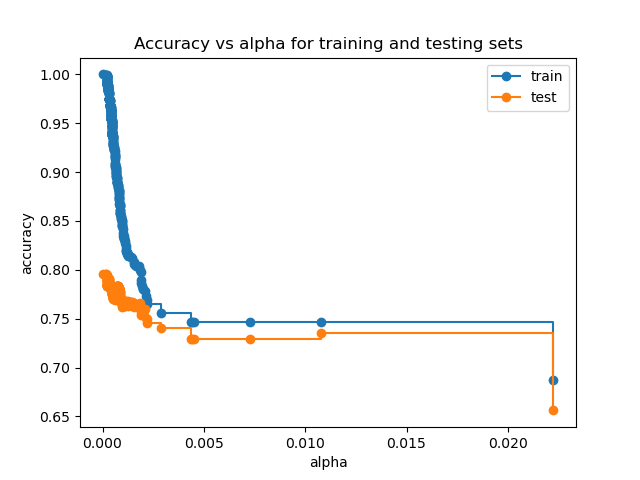 Accuracy vs alpha for training and testing sets
train
test
1.00
0.95
0.90
0.85
0.80
0.75
0.70
0.65
accuracy
0.000
0.005
0.010
0.015
0.020
alpha